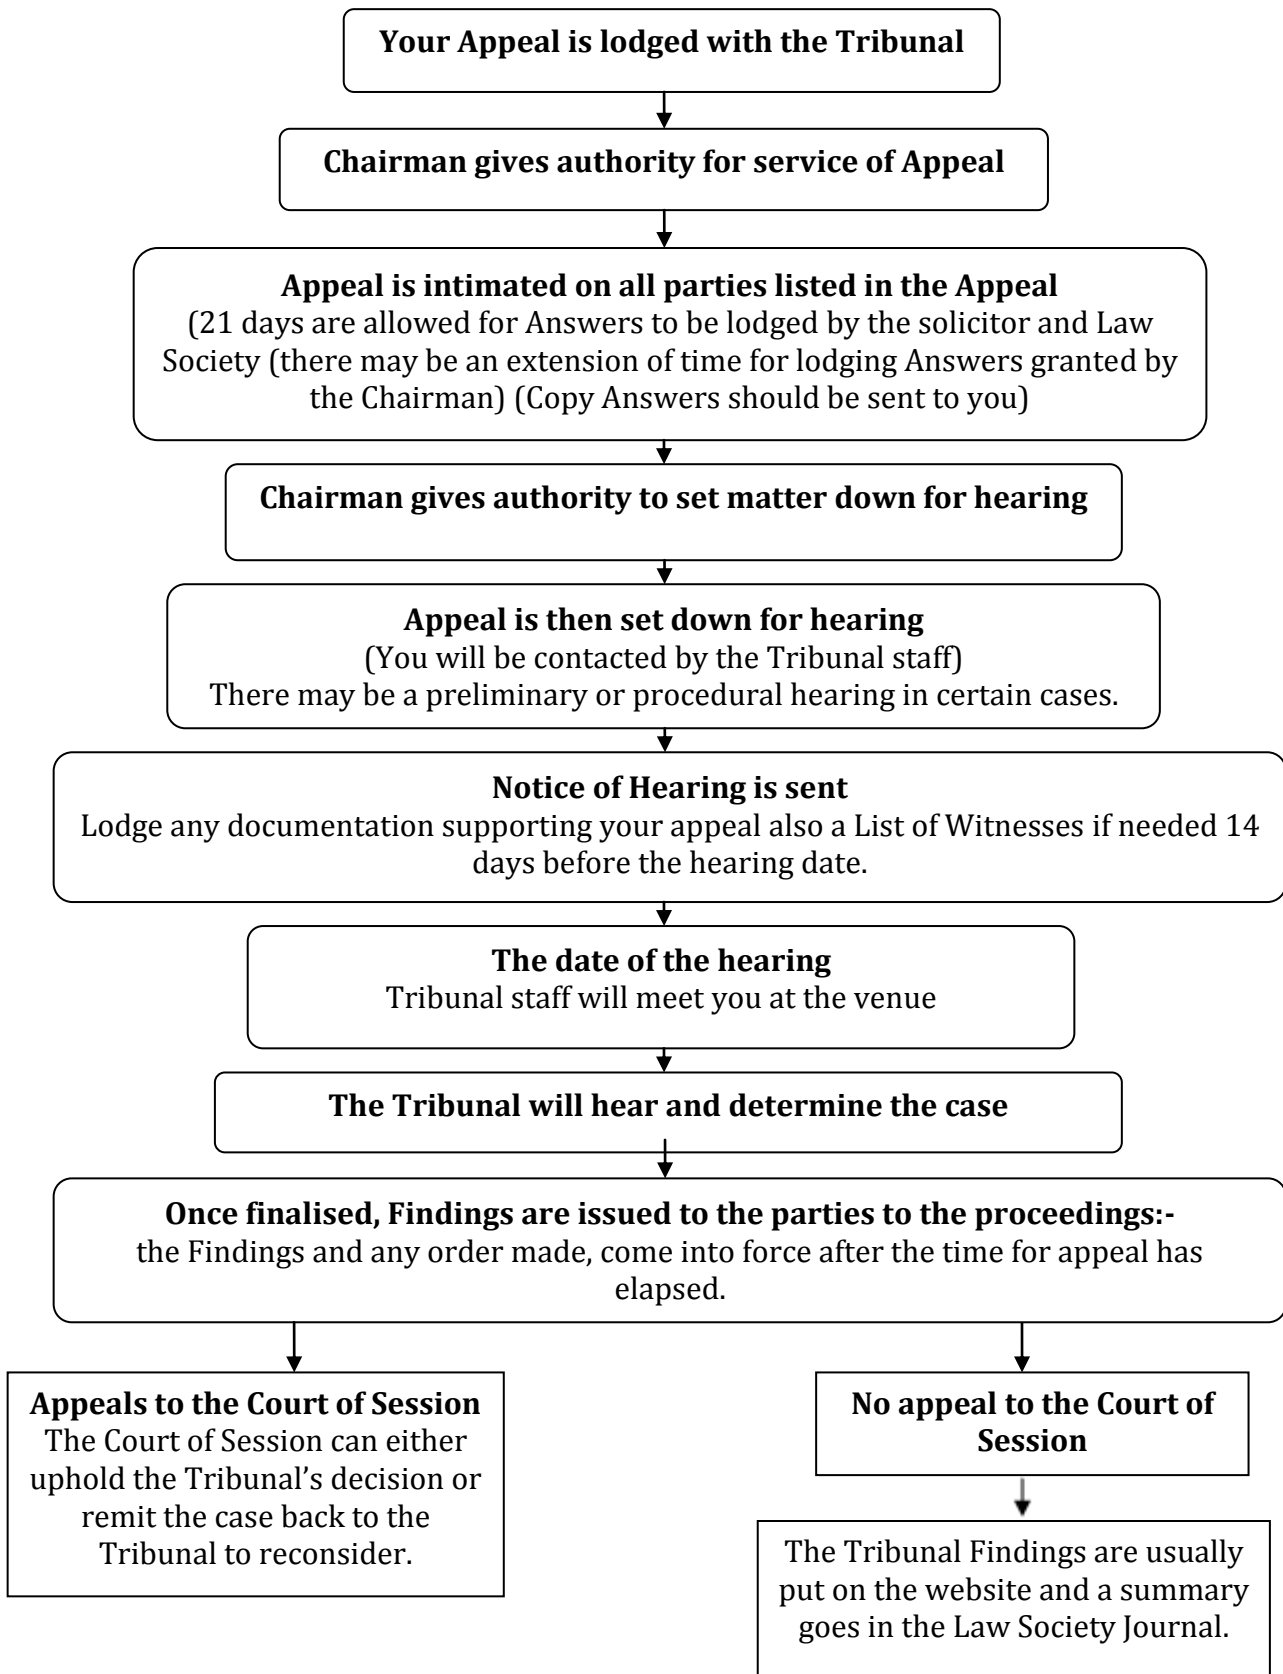 Your Appeal is lodged with the Tribunal
Chairman gives authority for service of Appeal
Appeal is intimated on all parties listed in the Appeal
(21 days are allowed for Answers to be lodged by the solicitor and Law
Society (there may be an extension of time for lodging Answers granted by
the Chairman) (Copy Answers should be sent to you)
Chairman gives authority to set matter down for hearing
Appeal is then set down for hearing
(You will be contacted by the Tribunal staff)
There may be a preliminary or procedural hearing in certain cases.
Notice of Hearing is sent
Lodge any documentation supporting your appeal also a List of Witnesses if needed 14
days before the hearing date.
The date of the hearing
Tribunal staff will meet you at the venue
The Tribunal will hear and determine the case
Once finalised, Findings are issued to the parties to the proceedings:-
the Findings and any order made, come into force after the time for appeal has
elapsed.
Appeals to the Court of Session
The Court of Session can either
uphold the Tribunal’s decision or
remit the case back to the
Tribunal to reconsider.
No appeal to the Court of
Session
The Tribunal Findings are usually
put on the website and a summary
goes in the Law Society Journal.